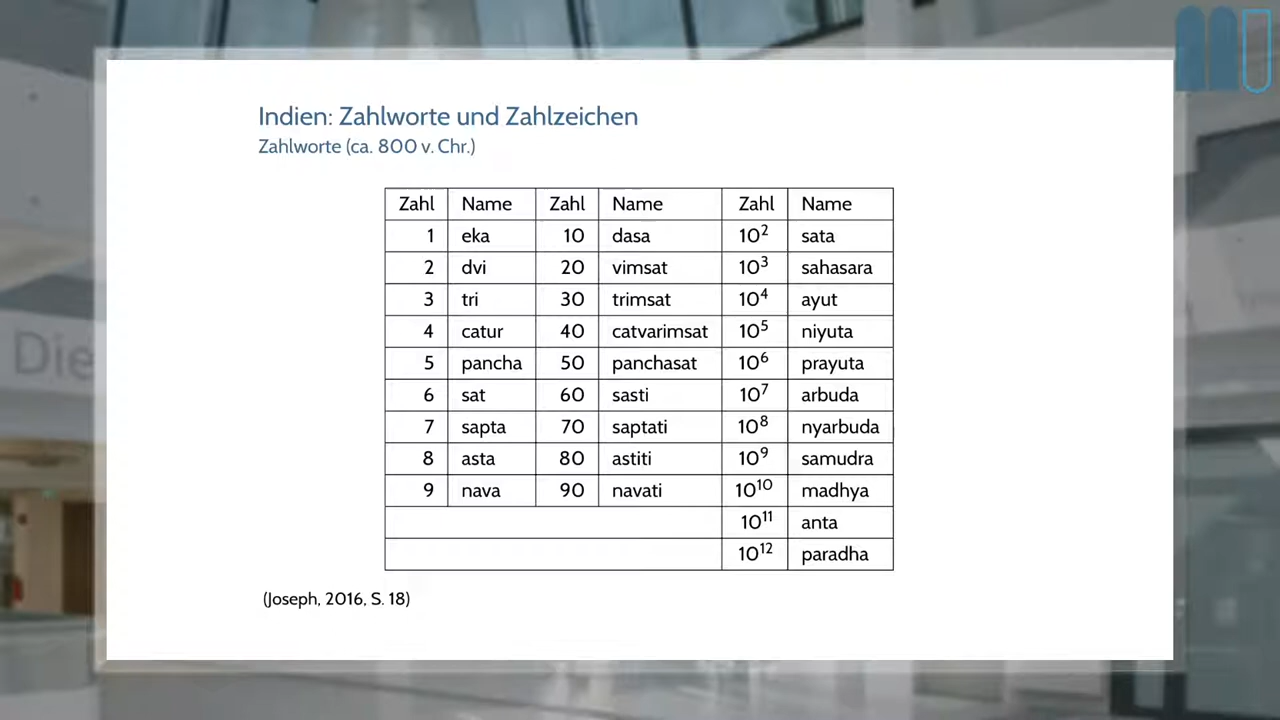 Indien: Zahlworte und Zahlzeichen
Zahlworte (ca. 800 v. Chr.)
Zahl Name Zahl Name Zahl Name
1 eka 10 dasa 10² sata
2 dvi 20 vimsat 10³ sahasara
3 tri 30 trimsat 10⁴ ayut
4 catur 40 catvarimsat 10⁵ niyuta
5 pancha 50 panchasat 10⁶ prayuta
6 sat 60 sasti 10⁷ arbuda
7 sapta 70 saptati 10⁸ nyarbuda
8 asta 80 astiti 10⁹ samudra
9 nava 90 navati 10¹⁰ madhya
10¹¹ anta
10¹² paradha
(Joseph, 2016, S. 18)
Die